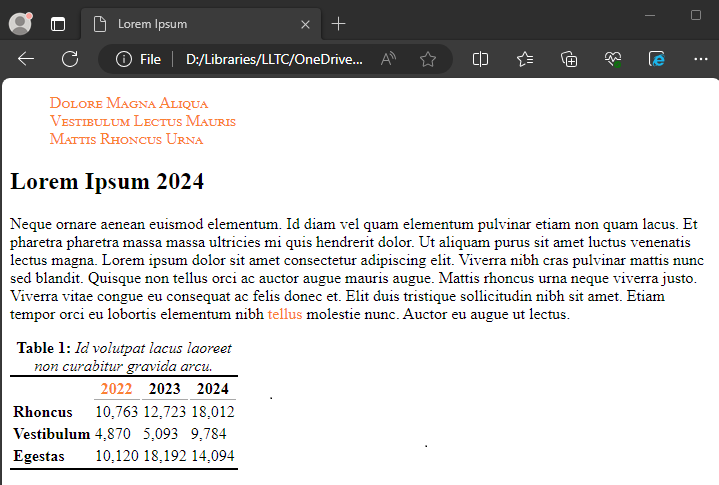 Lorem Ipsum
File D:/Libraries/LLTC/OneDrive...
Dolore Magna Aliqua
Vestibulum Lectus Mauris
Mattis Rhoncus Urna
Lorem Ipsum 2024
Neque ornare aenean euismod elementum. Id diam vel quam elementum pulvinar etiam non quam lacus. Et
pharetra pharetra massa massa ultricies mi quis hendrerit dolor. Ut aliquam purus sit amet luctus venenatis
lectus magna. Lorem ipsum dolor sit amet consectetur adipiscing elit. Viverra nibh cras pulvinar mattis nunc
sed blandit. Quisque non tellus orci ac auctor augue mauris augue. Mattis rhoncus urna neque viverra justo.
Viverra vitae congue eu consequat ac felis donec et. Elit duis tristique sollicitudin nibh sit amet. Etiam
tempor orci eu lobortis elementum nibh tellus molestie nunc. Auctor eu augue ut lectus.
Table 1: Id volutpat lacus laoreet
non curabitur gravida arcu.
2022 2023 2024
Rhoncus 10,763 12,723 18,012
Vestibulum 4,870 5,093 9,784
Egestas 10,120 18,192 14,094